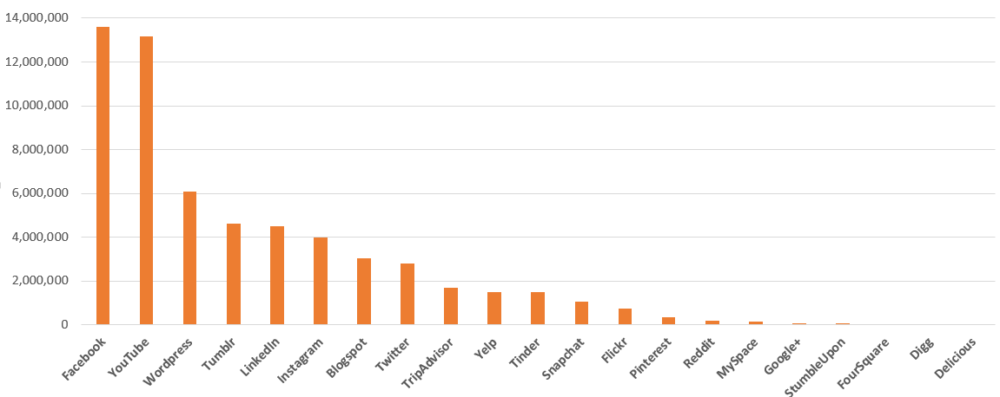 14,000,000
12,000,000
10,000,000
8,000,000
6,000,000
4,000,000
2,000,000
0
Facebook
YouTube
Wordpress
Tumblr
LinkedIn
Instagram
Blogspot
Twitter
TripAdvisor
Yelp
Tinder
Snapchat
Flickr
Pinterest
Reddit
MySpace
Google+
StumbleUpon
FourSquare
Digg
Delicious